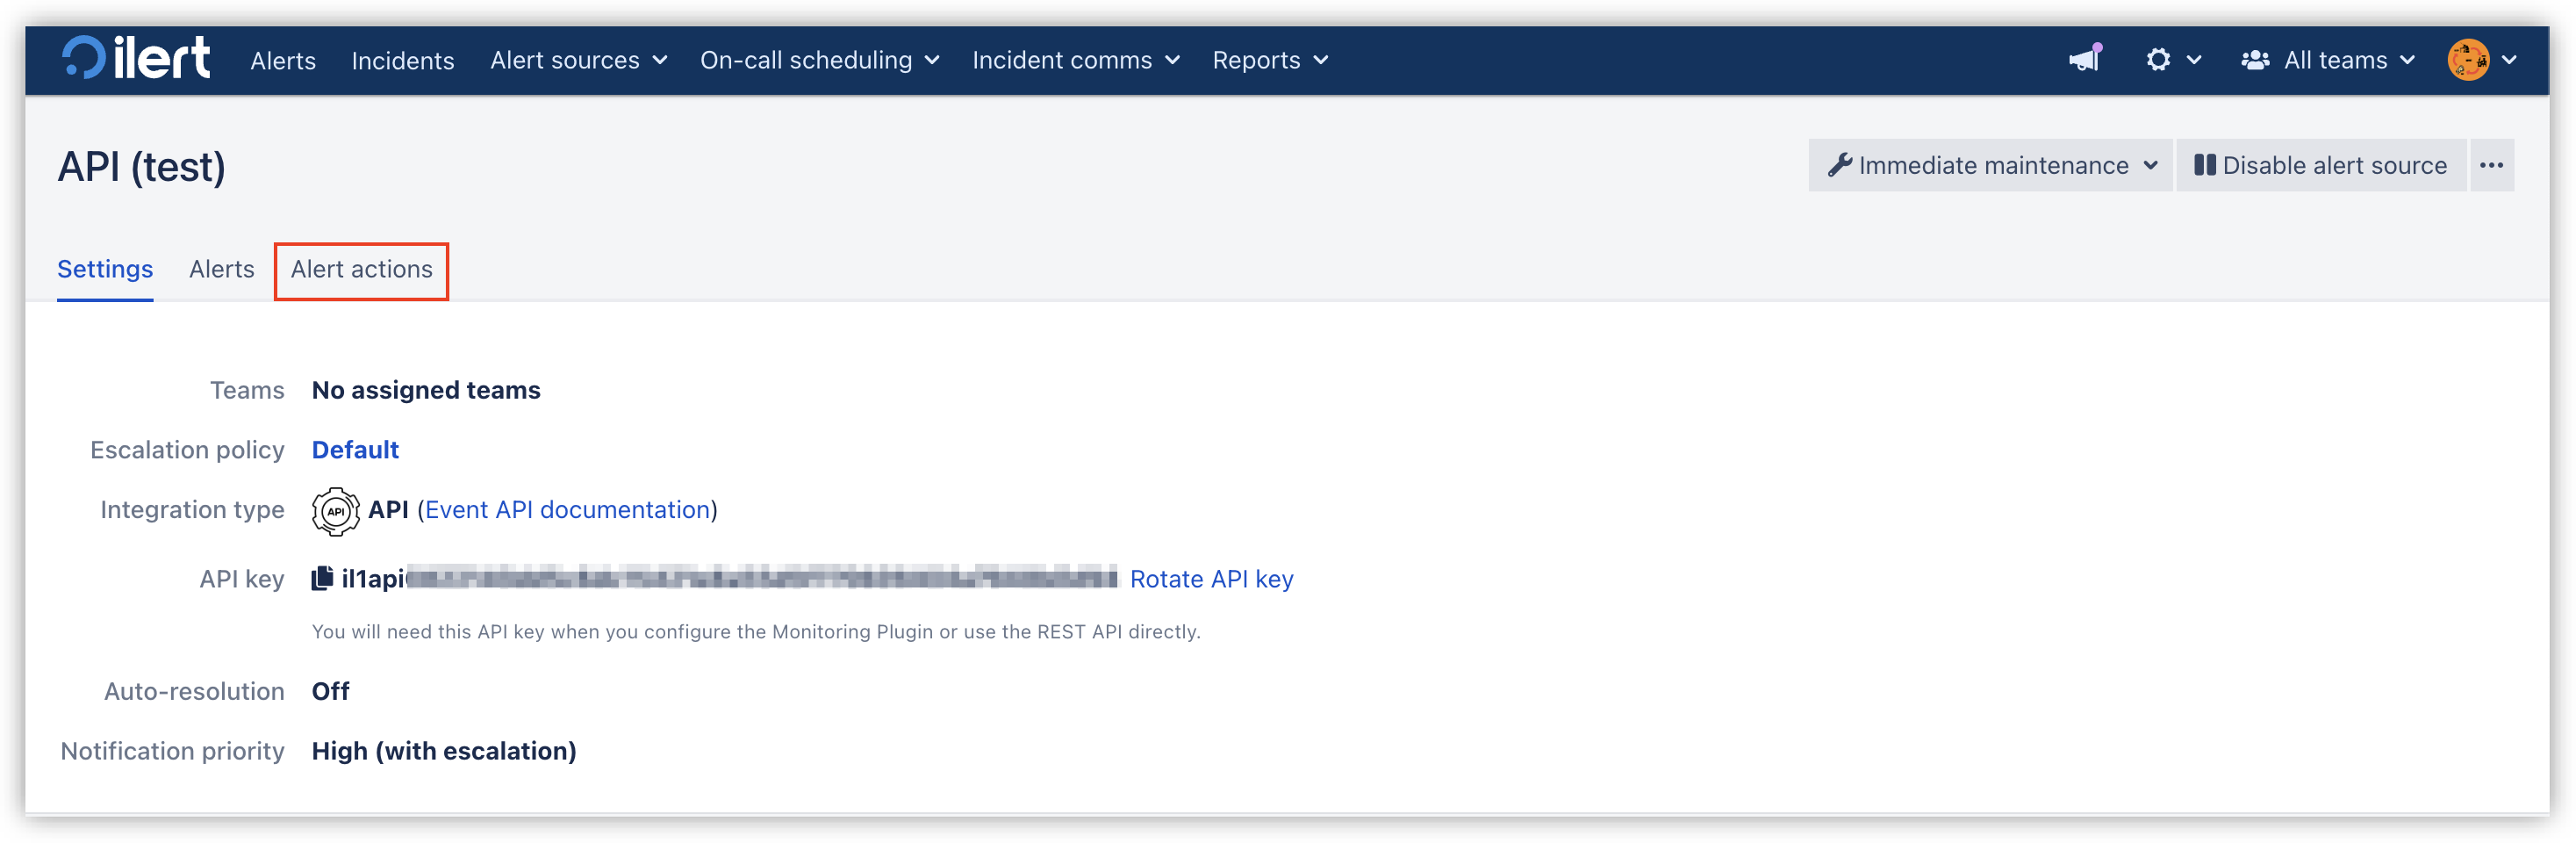 ilert Alerts Incidents Alert sources On-call scheduling Incident comms Reports All teams
API (test) Immediate maintenance Disable alert source
Settings Alerts Alert actions
Teams No assigned teams
Escalation policy Default
Integration type API API (Event API documentation)
API key il1api Rotate API key
You will need this API key when you configure the Monitoring Plugin or use the REST API directly.
Auto-resolution Off
Notification priority High (with escalation)